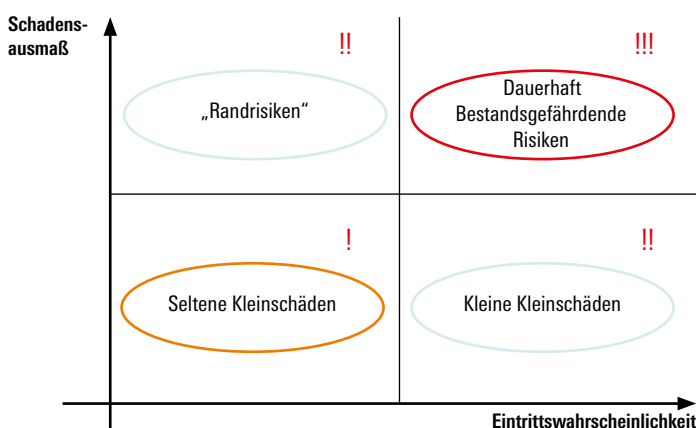 Schadens-
ausmaß
!!
!!!
„Randrisiken“
Dauerhaft
Bestandsgefährdende
Risiken
!
!!
Seltene Kleinschäden
Kleine Kleinschäden
Eintrittswahrscheinlichkeit